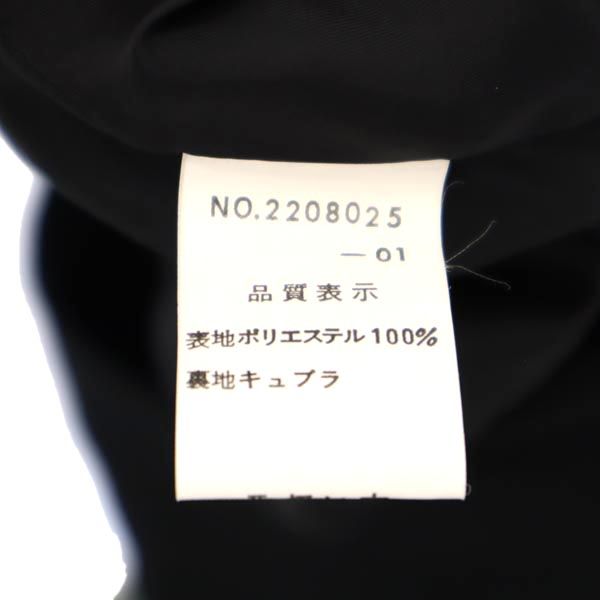 NO.2208025
—01
品質表示
表地ポリエステル100%
裏地キュプラ